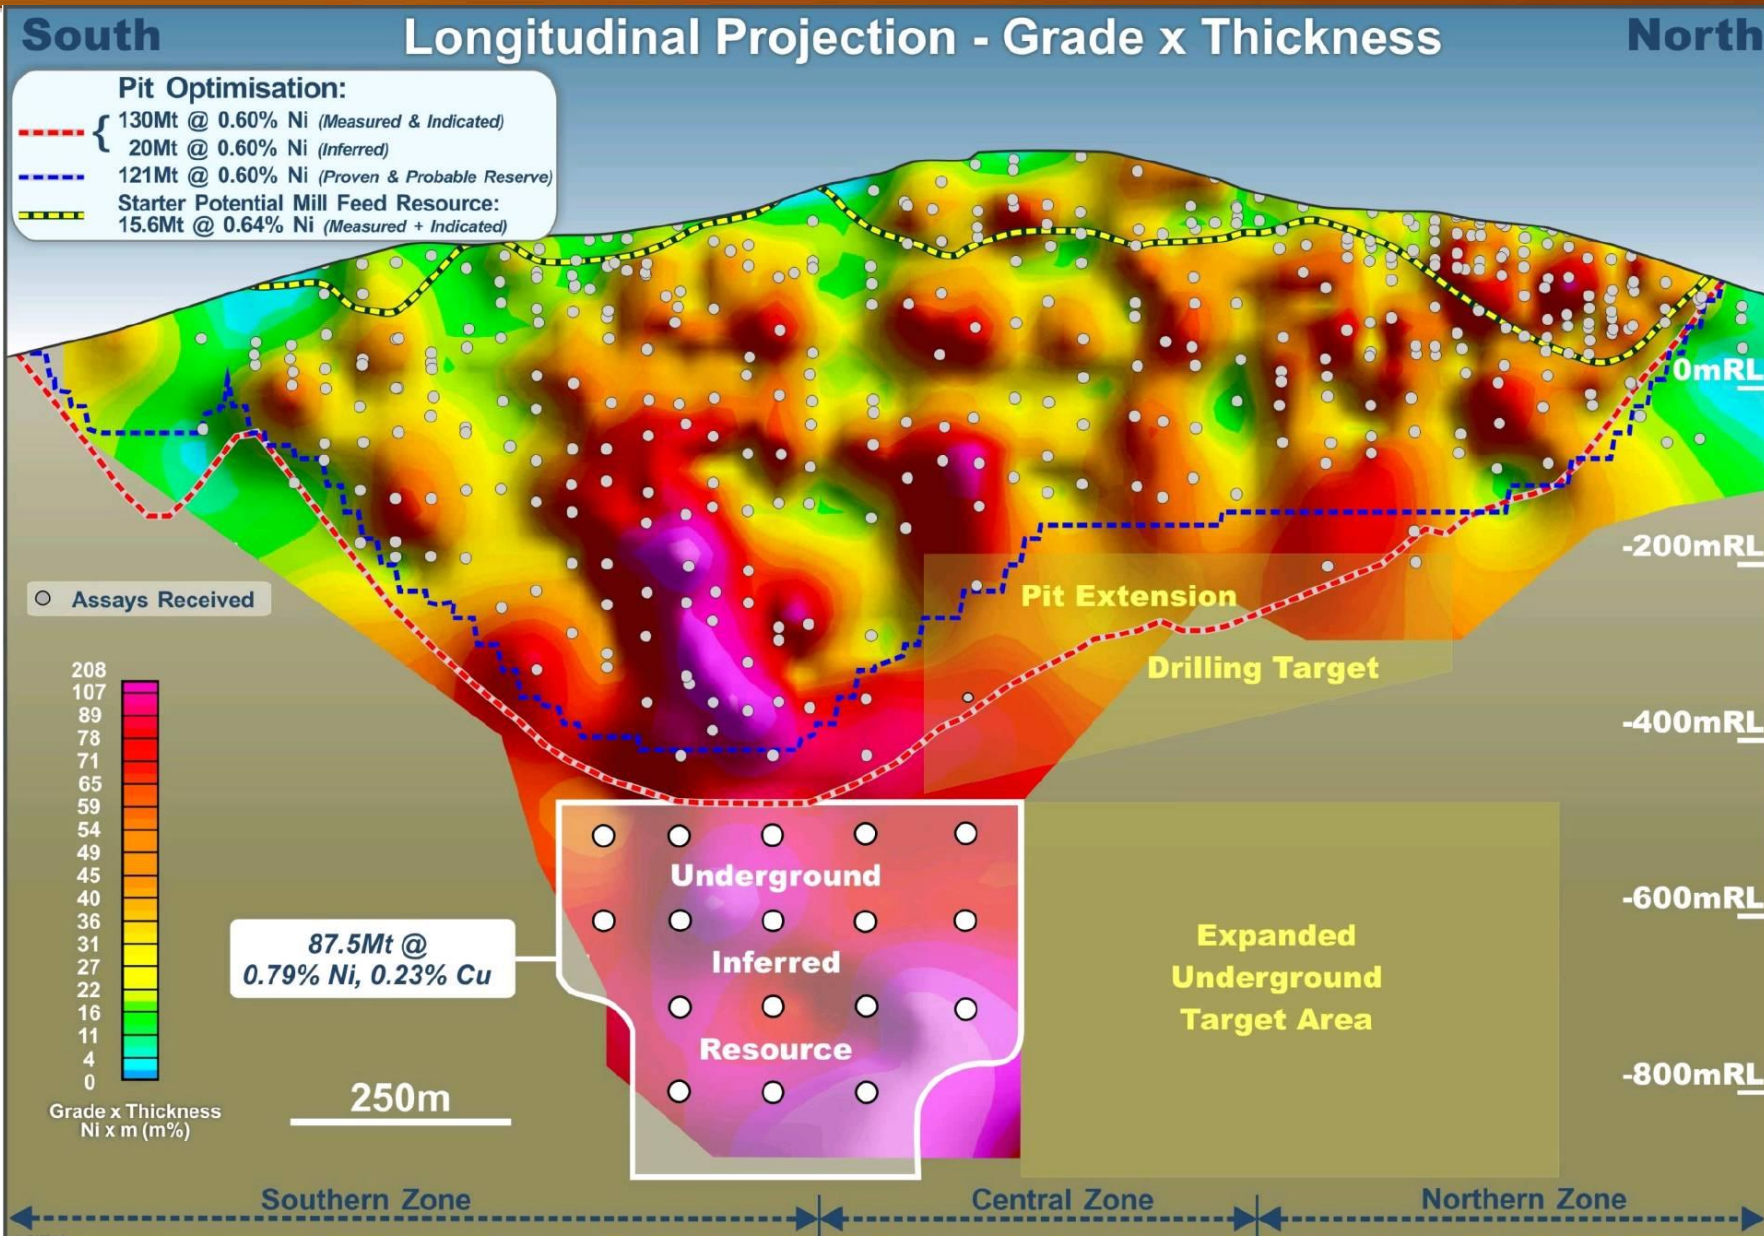 South
Longitudinal Projection - Grade x Thickness
North
Pit Optimisation:
130Mt @ 0.60% Ni (Measured & Indicated)
20Mt @ 0.60% Ni (Inferred)
121Mt @ 0.60% Ni (Proven & Probable Reserve)
Starter Potential Mill Feed Resource:
15.6Mt @ 0.64% Ni (Measured + Indicated)
0mRL
-200mRL
Pit Extension
Drilling Target
-400mRL
Assays Received
208
107
89
78
71
65
59
54
49
45
40
36
31
27
22
16
11
4
0
Grade x Thickness
Ni x m (m%)
87.5Mt @
0.79% Ni, 0.23% Cu
250m
Underground
Inferred
Resource
-600mRL
Expanded
Underground
Target Area
-800mRL
Southern Zone
Central Zone
Northern Zone